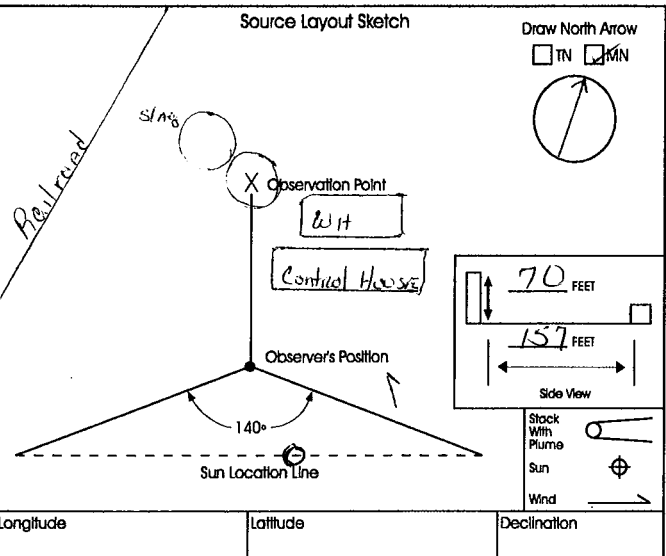 Source Layout Sketch
Draw North Arrow
TN MN
Slag
Railroad
X Observation Point
WH
Control House
70 FEET
157 FEET
Side View
Observer's Position
140°
Sun Location Line
Stack
With
Plume
Sun
Wind
Longitude
Latitude
Declination